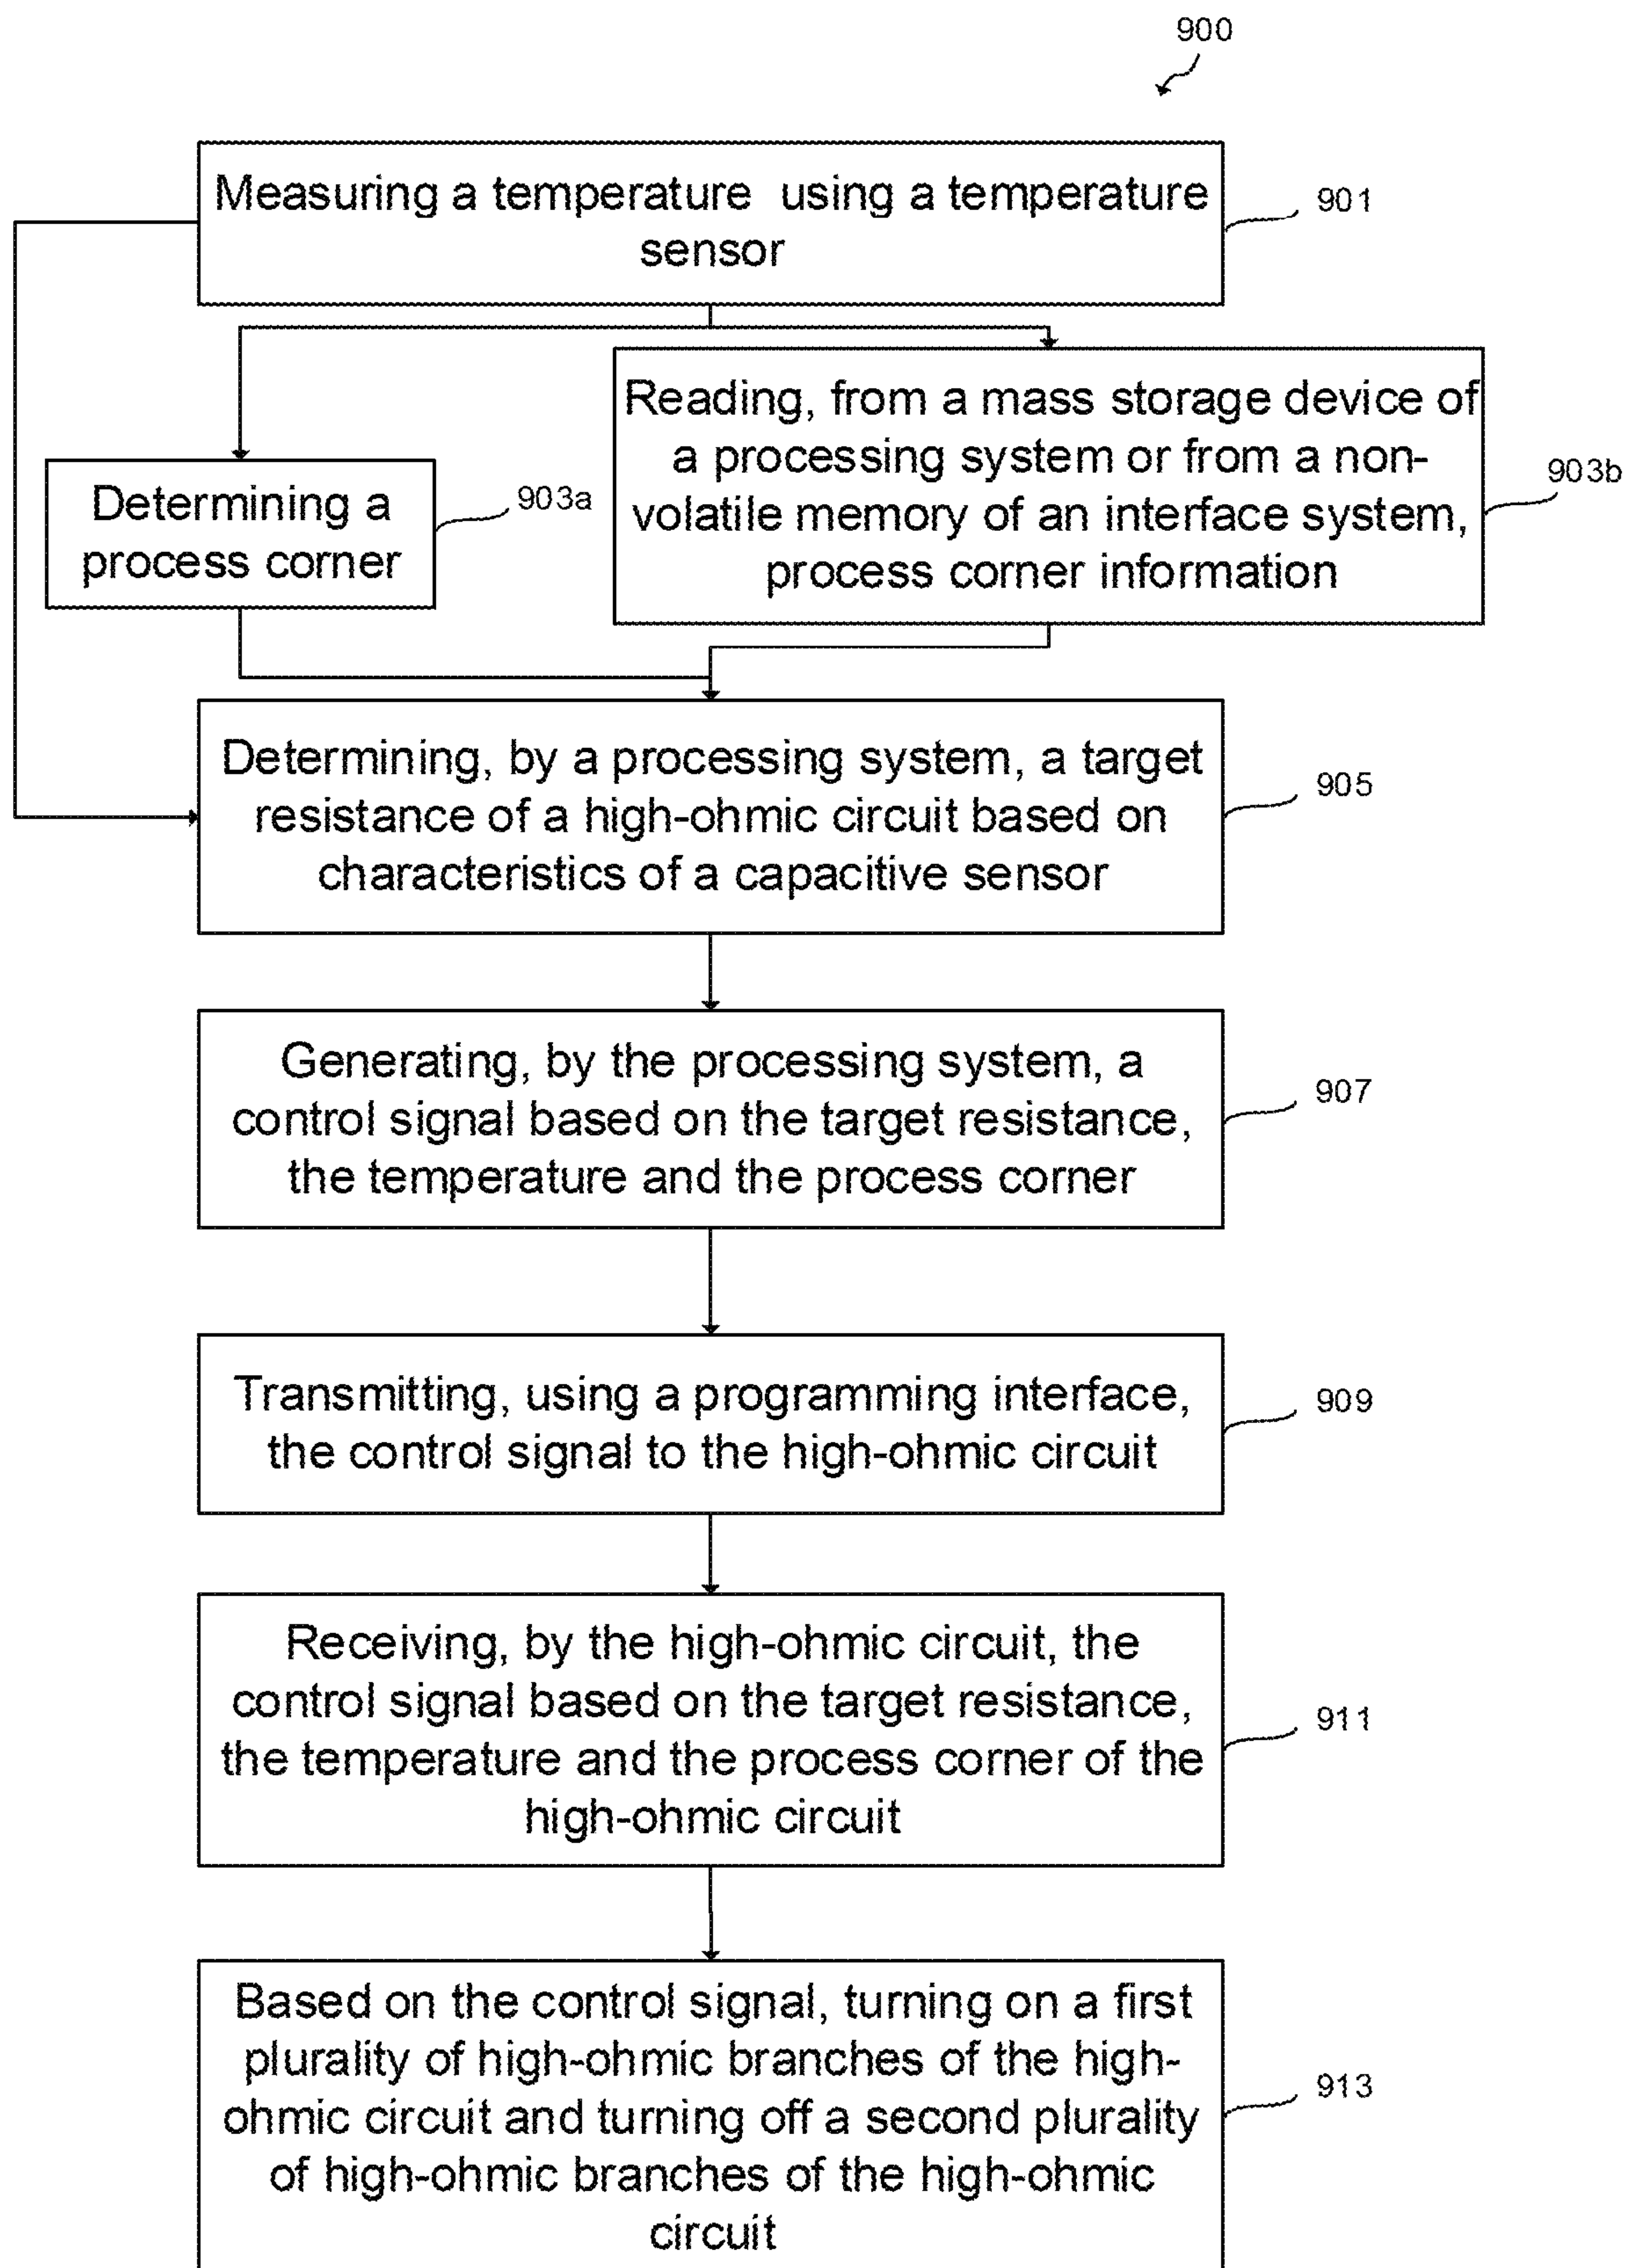 900
Measuring a temperature using a temperature
sensor
901
Reading, from a mass storage device of
a processing system or from a non-
volatile memory of an interface system,
process corner information
903b
Determining a
process corner
903a
Determining, by a processing system, a target
resistance of a high-ohmic circuit based on
characteristics of a capacitive sensor
905
Generating, by the processing system, a
control signal based on the target resistance,
the temperature and the process corner
907
Transmitting, using a programming interface,
the control signal to the high-ohmic circuit
909
Receiving, by the high-ohmic circuit, the
control signal based on the target resistance,
the temperature and the process corner of the
high-ohmic circuit
911
Based on the control signal, turning on a first
plurality of high-ohmic branches of the high-
ohmic circuit and turning off a second plurality
of high-ohmic branches of the high-ohmic
circuit
913